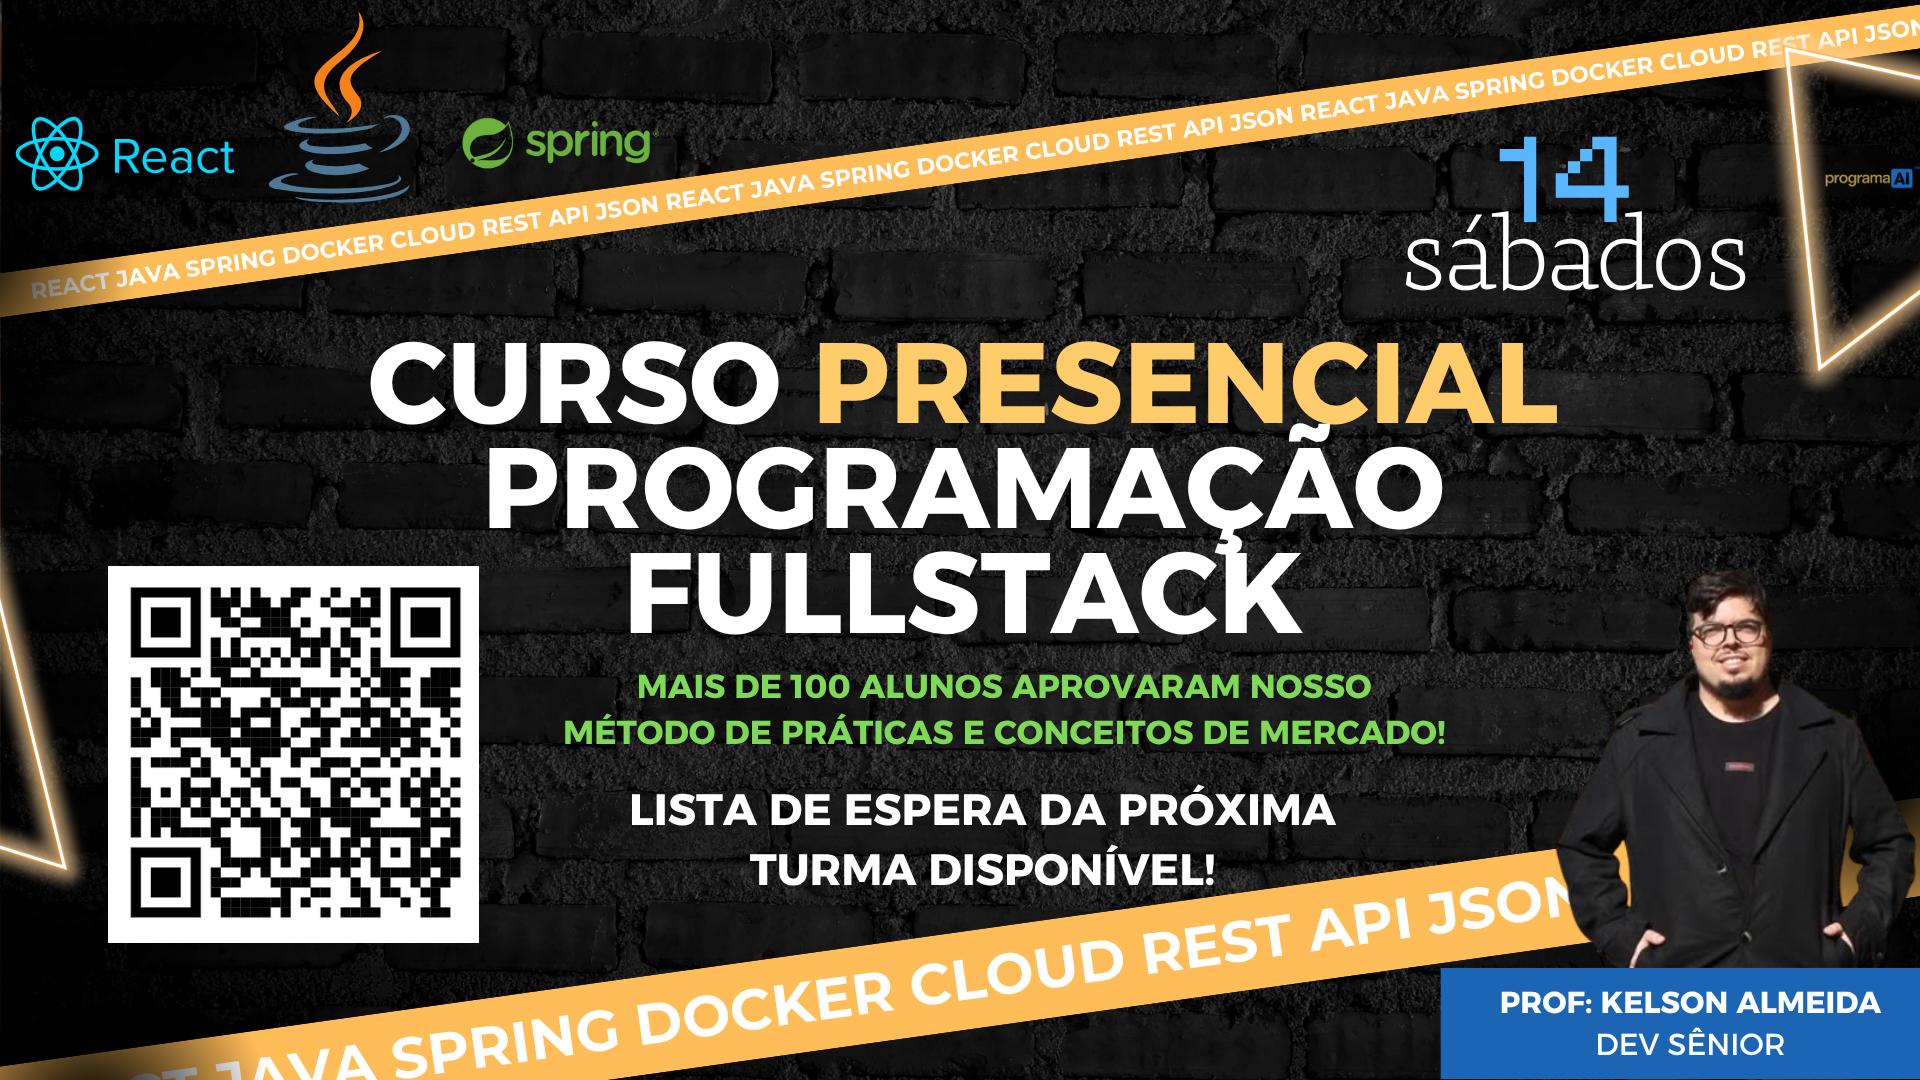 REACT JAVA SPRING DOCKER CLOUD REST API JSON REACT JAVA SPRING DOCKER CLOUD REST API JSON REACT JAVA SPRING DOCKER CLOUD REST API JSON
React
spring
14
sábados
programaAI
CURSO PRESENCIAL
PROGRAMAÇÃO
FULLSTACK
MAIS DE 100 ALUNOS APROVARAM NOSSO
MÉTODO DE PRÁTICAS E CONCEITOS DE MERCADO!
LISTA DE ESPERA DA PRÓXIMA
TURMA DISPONÍVEL!
CT JAVA SPRING DOCKER CLOUD REST API JSON
PROF: KELSON ALMEIDA
DEV SÊNIOR